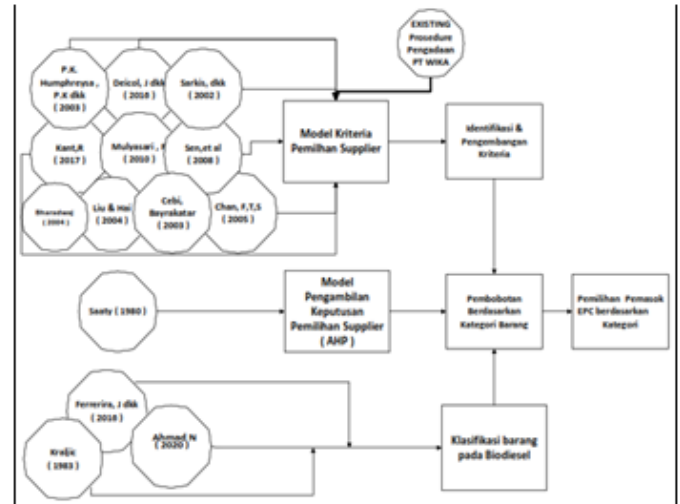 EXISTING
Prosedure
Pengadaan
PT WIKA
P.K.
Humphreysa ,
P.K dkk
( 2003 )
Deicol, J dkk
( 2018 )
Sarkis, dkk
( 2002 )
Kant,R
( 2017 )
Mulyasari ,
( 2010 )
Sen,et al
( 2008 )
Bharadwaj
( 2004 )
Liu & Hai
( 2004 )
Cebi,
Bayrakatar
( 2003 )
Chan, F,T,S
( 2005 )
Model Kriteria
Pemilhan Supplier
Identifikasi &
Pengembangan
Kriteria
Saaty ( 1980 )
Model
Pengambilan
Keputusan
Pemilihan Supplier
( AHP )
Pembobotan
Berdasarkan
Kategori Barang
Pemilihan Pemasok
EPC berdasarkan
Kategori
Ferrerira, J dkk
( 2018 )
Kraljic
( 1983 )
Ahmad,N
( 2020 )
Klasifikasi barang
pada Biodiesel